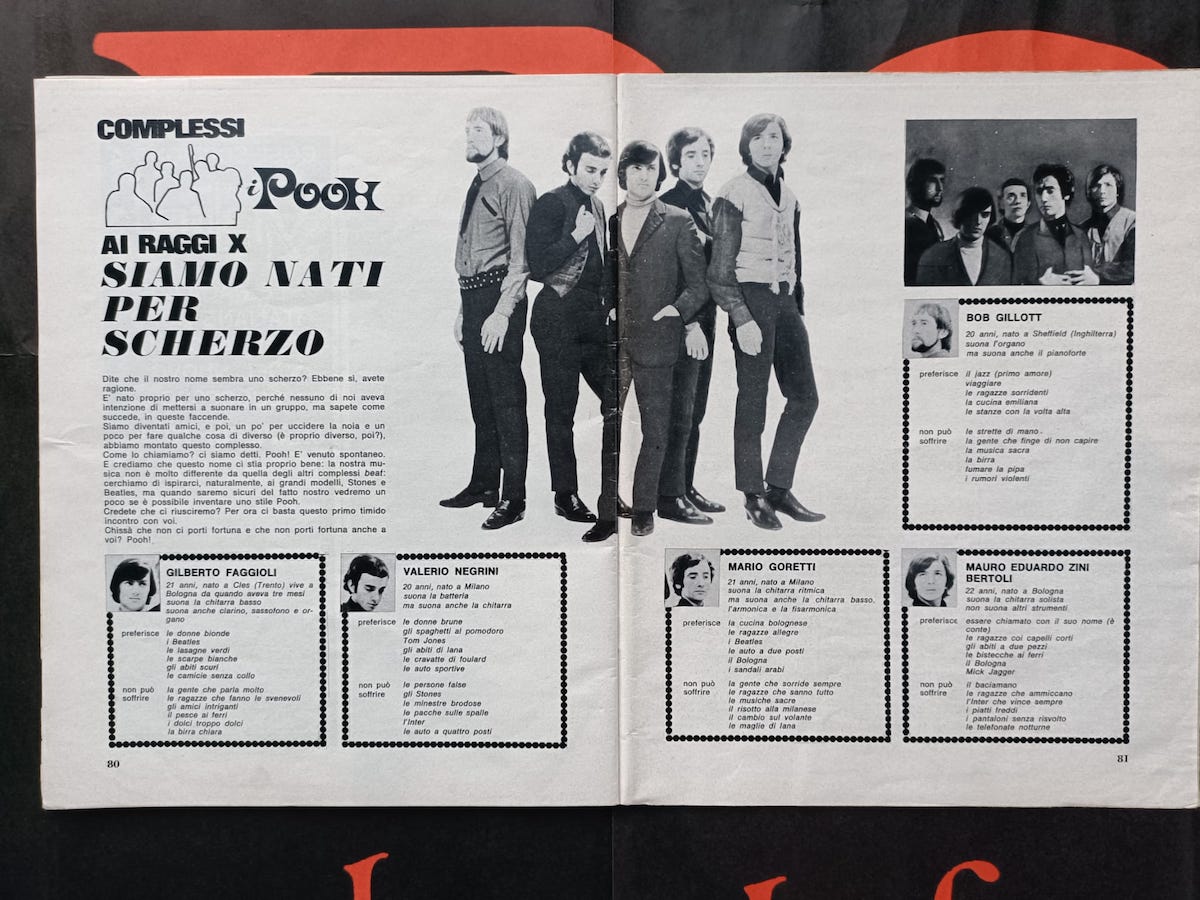 COMPLESSI
i POOH
AI RAGGI X
SIAMO NATI
PER
SCHERZO
Dite che il nostro nome sembra uno scherzo? Ebbene sì, avete
ragione.
E' nato proprio per uno scherzo, perché nessuno di noi aveva
intenzione di mettersi a suonare in un gruppo, ma sapete come
succede, in queste faccende.
Siamo diventati amici, e poi, un po' per uccidere la noia e un
poco per fare qualche cosa di diverso (è proprio diverso, poi?),
abbiamo montato questo complesso.
Come lo chiamiamo? ci siamo detti. Pooh! E' venuto spontaneo.
E crediamo che questo nome ci stia proprio bene: la nostra mu-
sica non è molto differente da quella degli altri complessi beat:
cerchiamo di ispirarci, naturalmente, ai grandi modelli, Stones e
Beatles, ma quando saremo sicuri del fatto nostro vedremo un
poco se è possibile inventare uno stile Pooh.
Credete che ci riusciremo? Per ora ci basta questo primo timido
incontro con voi.
Chissà che non ci porti fortuna e che non porti fortuna anche a
voi? Pooh!
GILBERTO FAGGIOLI
21 anni, nato a Cles (Trento) vive a
Bologna da quando aveva tre mesi
suona la chitarra basso
suona anche clarino, sassofono e or-
gano
preferisce le donne bionde
i Beatles
le lasagne verdi
le scarpe bianche
gli abiti scuri
le camicie senza collo
non può la gente che parla molto
soffrire le ragazze che fanno le svenevoli
gli amici intriganti
il pesce ai ferri
i dolci troppo dolci
la birra chiara
VALERIO NEGRINI
20 anni, nato a Milano
suona la batteria
ma suona anche la chitarra
preferisce le donne brune
gli spaghetti al pomodoro
Tom Jones
gli abiti di lana
le cravatte di foulard
le auto sportive
non può le persone false
soffrire gli Stones
le minestre brodose
le pacche sulle spalle
l'Inter
le auto a quattro posti
80
BOB GILLOTT
20 anni, nato a Sheffield (Inghilterra)
suona l'organo
ma suona anche il pianoforte
preferisce il jazz (primo amore)
viaggiare
le ragazze sorridenti
la cucina emiliana
le stanze con la volta alta
non può le strette di mano
soffrire la gente che finge di non capire
la musica sacra
la birra
fumare la pipa
i rumori violenti
MARIO GORETTI
21 anni, nato a Milano
suona la chitarra ritmica
ma suona anche la chitarra basso,
l'armonica e la fisarmonica
preferisce la cucina bolognese
le ragazze allegre
i Beatles
le auto a due posti
il Bologna
i sandali arabi
non può la gente che sorride sempre
soffrire le ragazze che sanno tutto
le musiche sacre
il risotto alla milanese
il cambio sul volante
le maglie di lana
MAURO EDUARDO ZINI
BERTOLI
22 anni, nato a Bologna
suona la chitarra solista
non suona altri strumenti
preferisce essere chiamato con il suo nome (è
conte)
le ragazze coi capelli corti
gli abiti a due pezzi
le bistecche ai ferri
il Bologna
Mick Jagger
non può il baciamano
soffrire le ragazze che ammiccano
l'Inter che vince sempre
i piatti freddi
i pantaloni senza risvolto
le telefonate notturne
81